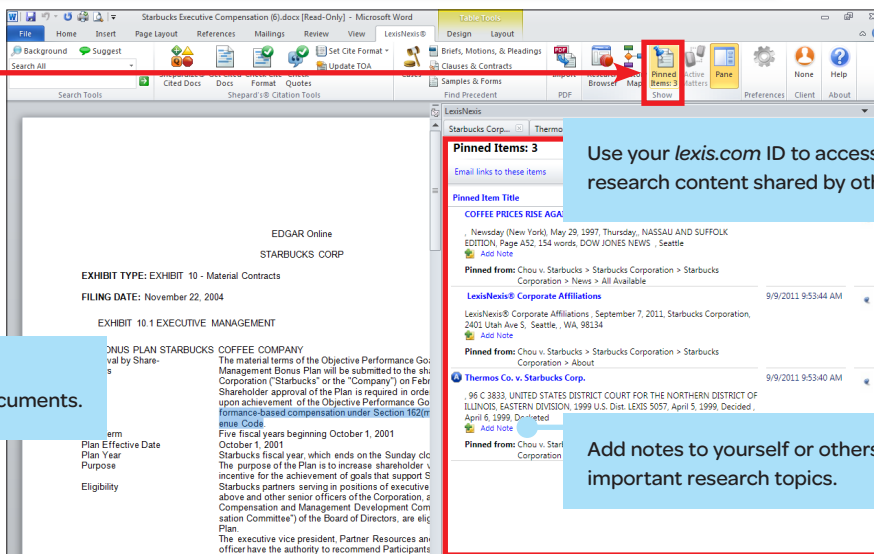 Starbucks Executive Compensation (6).docx [Read-Only] - Microsoft Word
Table Tools
File Home Insert Page Layout References Mailings Review View LexisNexis® Design Layout
Background Suggest
Search All
Search Tools
Set Cite Format
Update TOA
Cited Docs Docs Format Quotes
Shepard's® Citation Tools
Briefs, Motions, & Pleadings
Clauses & Contracts
Samples & Forms
Find Precedent
PDF
PDF
Browser Map
Pinned Items: 3
Active Matters
Pane
Show
Preferences
None
Client
Help
About
LexisNexis
Starbucks Corp... Thermo
Pinned Items: 3
Email links to these items
Use your lexis.com ID to access
research content shared by oth
Pinned Item Title
COFFEE PRICES RISE AGA
, Newsday (New York), May 29, 1997, Thursday,, NASSAU AND SUFFOLK
EDITION, Page A52, 154 words, DOW JONES NEWS , Seattle
Add Note
Pinned from: Chou v. Starbucks > Starbucks Corporation > Starbucks
Corporation > News > All Available
LexisNexis® Corporate Affiliations 9/9/2011 9:53:44 AM
LexisNexis® Corporate Affiliations , September 7, 2011, Starbucks Corporation,
2401 Utah Ave S, Seattle, , WA, 98134
Add Note
Pinned from: Chou v. Starbucks > Starbucks Corporation > Starbucks
Corporation > About
Thermos Co. v. Starbucks Corp. 9/9/2011 9:53:40 AM
, 96 C 3833, UNITED STATES DISTRICT COURT FOR THE NORTHERN DISTRICT OF
ILLINOIS, EASTERN DIVISION, 1999 U.S. Dist. LEXIS 5057, April 5, 1999, Decided ,
April 6, 1999, Docketed
Add Note
Pinned from: Chou v. Star
Corporation
Add notes to yourself or others
important research topics.
EDGAR Online
STARBUCKS CORP
EXHIBIT TYPE: EXHIBIT 10 - Material Contracts
FILING DATE: November 22, 2004
EXHIBIT 10.1 EXECUTIVE MANAGEMENT
ONUS PLAN STARBUCKS COFFEE COMPANY
val by Share- The material terms of the Objective Performance Goa
s Management Bonus Plan will be submitted to the sha
Corporation ("Starbucks" or the "Company") on Febr
Shareholder approval of the Plan is required in orde
upon achievement of the Objective Performance Go
formance-based compensation under Section 162(m
enue Code.
cuments.
erm Five fiscal years beginning October 1, 2001
Plan Effective Date October 1, 2001
Plan Year Starbucks fiscal year, which ends on the Sunday clo
Purpose The purpose of the Plan is to increase shareholder v
incentive for the achievement of goals that support S
Eligibility Starbucks partners serving in positions of executive
above and other senior officers of the Corporation, a
Compensation and Management Development Com
sation Committee") of the Board of Directors, are elig
Plan.
The executive vice president, Partner Resources an
officer have the authority to recommend Participants